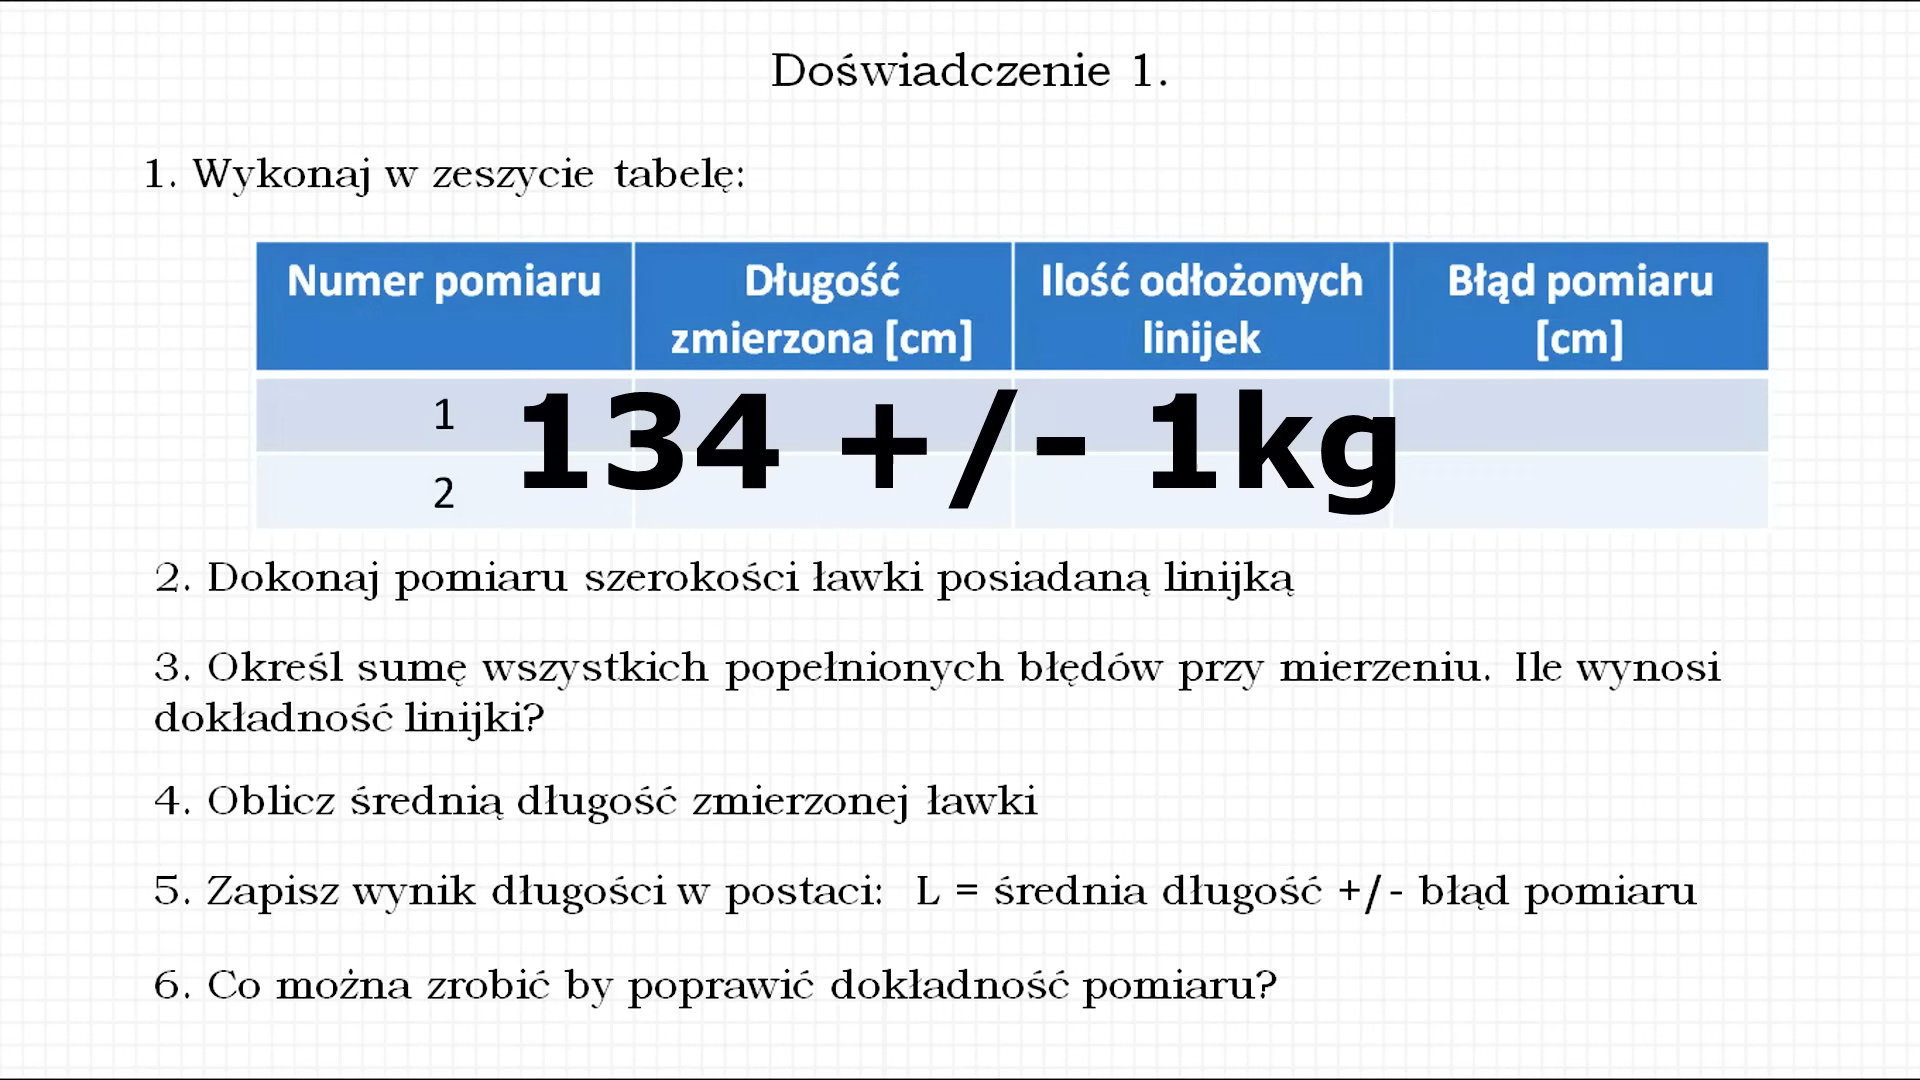 Doświadczenie 1.
1. Wykonaj w zeszycie tabelę:
Numer pomiaru
Długość
zmierzona [cm]
Ilość odłożonych
linijek
Błąd pomiaru
[cm]
1
134 +/- 1kg
2
2. Dokonaj pomiaru szerokości ławki posiadaną linijką
3. Określ sumę wszystkich popełnionych błędów przy mierzeniu. Ile wynosi
dokładność linijki?
4. Oblicz średnią długość zmierzonej ławki
5. Zapisz wynik długości w postaci: L = średnia długość +/- błąd pomiaru
6. Co można zrobić by poprawić dokładność pomiaru?